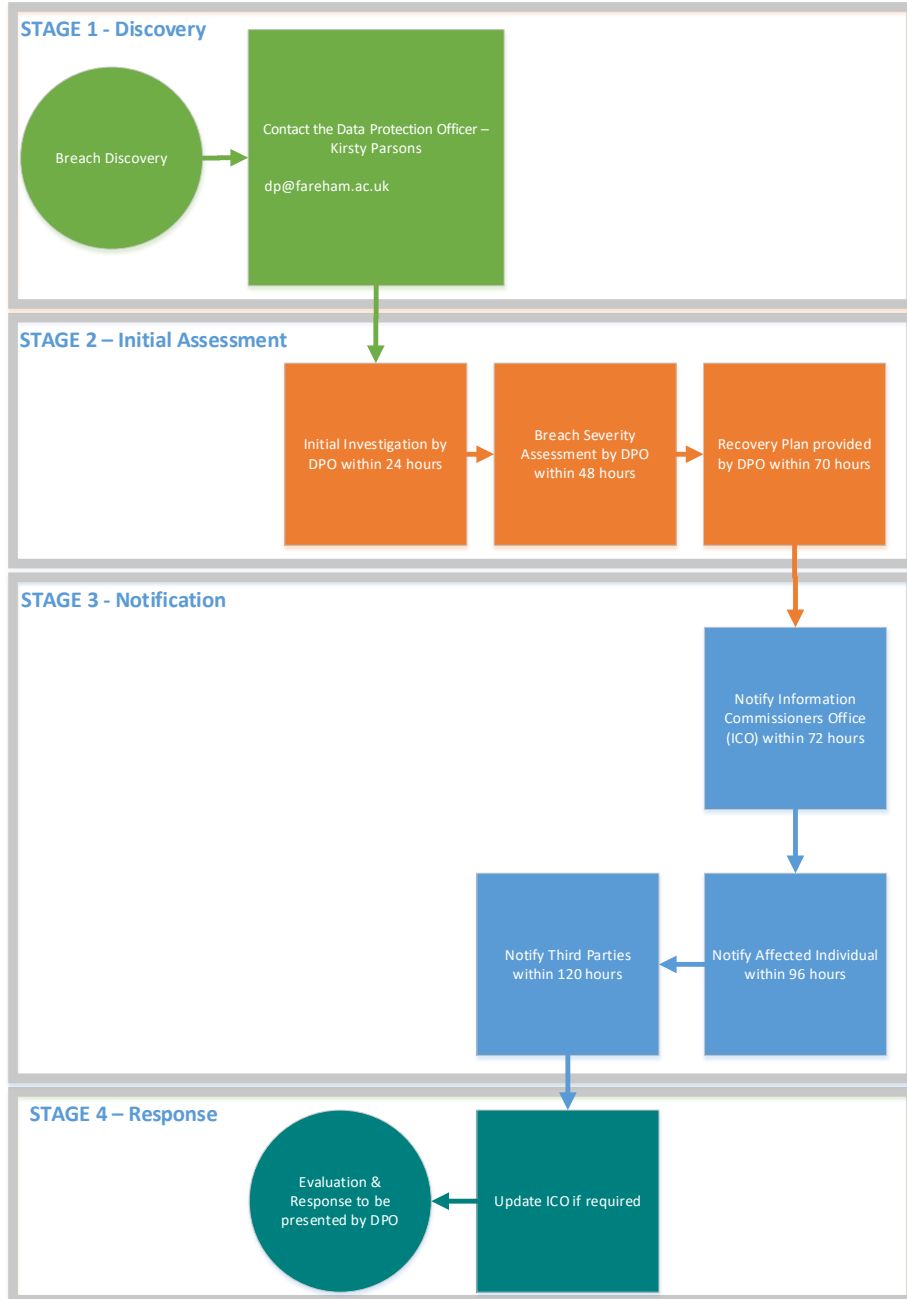 STAGE 1 - Discovery
Breach Discovery
Contact the Data Protection Officer –
Kirsty Parsons
dp@fareham.ac.uk
STAGE 2 – Initial Assessment
Initial Investigation by
DPO within 24 hours
Breach Severity
Assessment by DPO
within 48 hours
Recovery Plan provided
by DPO within 70 hours
STAGE 3 - Notification
Notify Information
Commissioners Office
(ICO) within 72 hours
Notify Affected Individual
within 96 hours
Notify Third Parties
within 120 hours
STAGE 4 – Response
Update ICO if required
Evaluation &
Response to be
presented by DPO